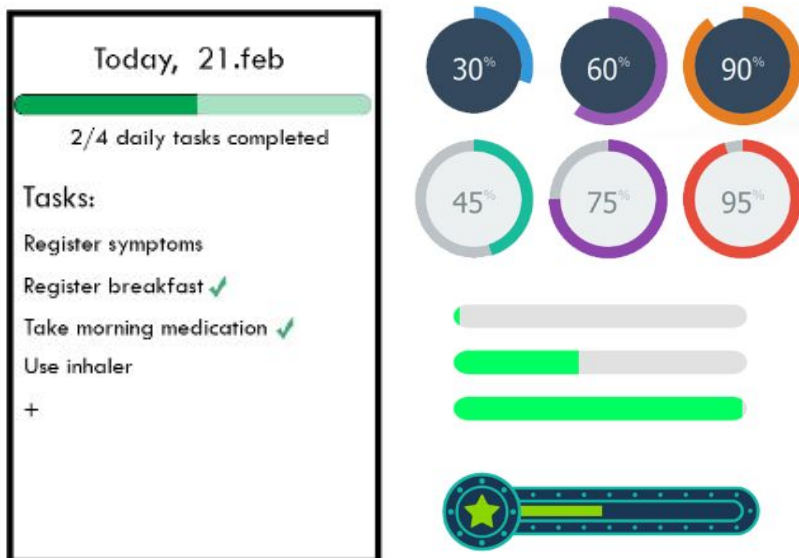 Today, 21.feb
2/4 daily tasks completed
Tasks:
Register symptoms
Register breakfast ✓
Take morning medication ✓
Use inhaler
+
30% 60% 90%
45% 75% 95%